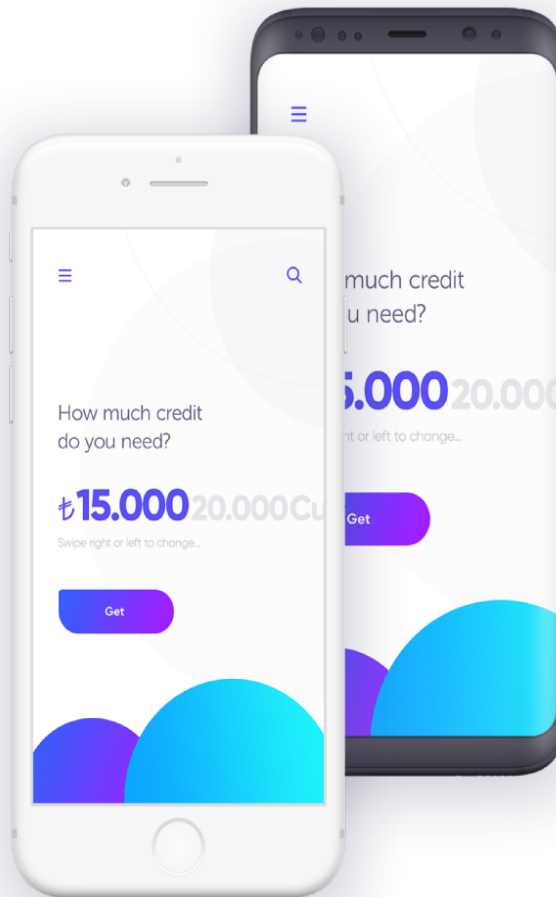 How much credit
do you need?
₺15.000 20.000 Cu
Swipe right or left to change...
Get
much credit
u need?
5.000 20.000
ht or left to change...
Get